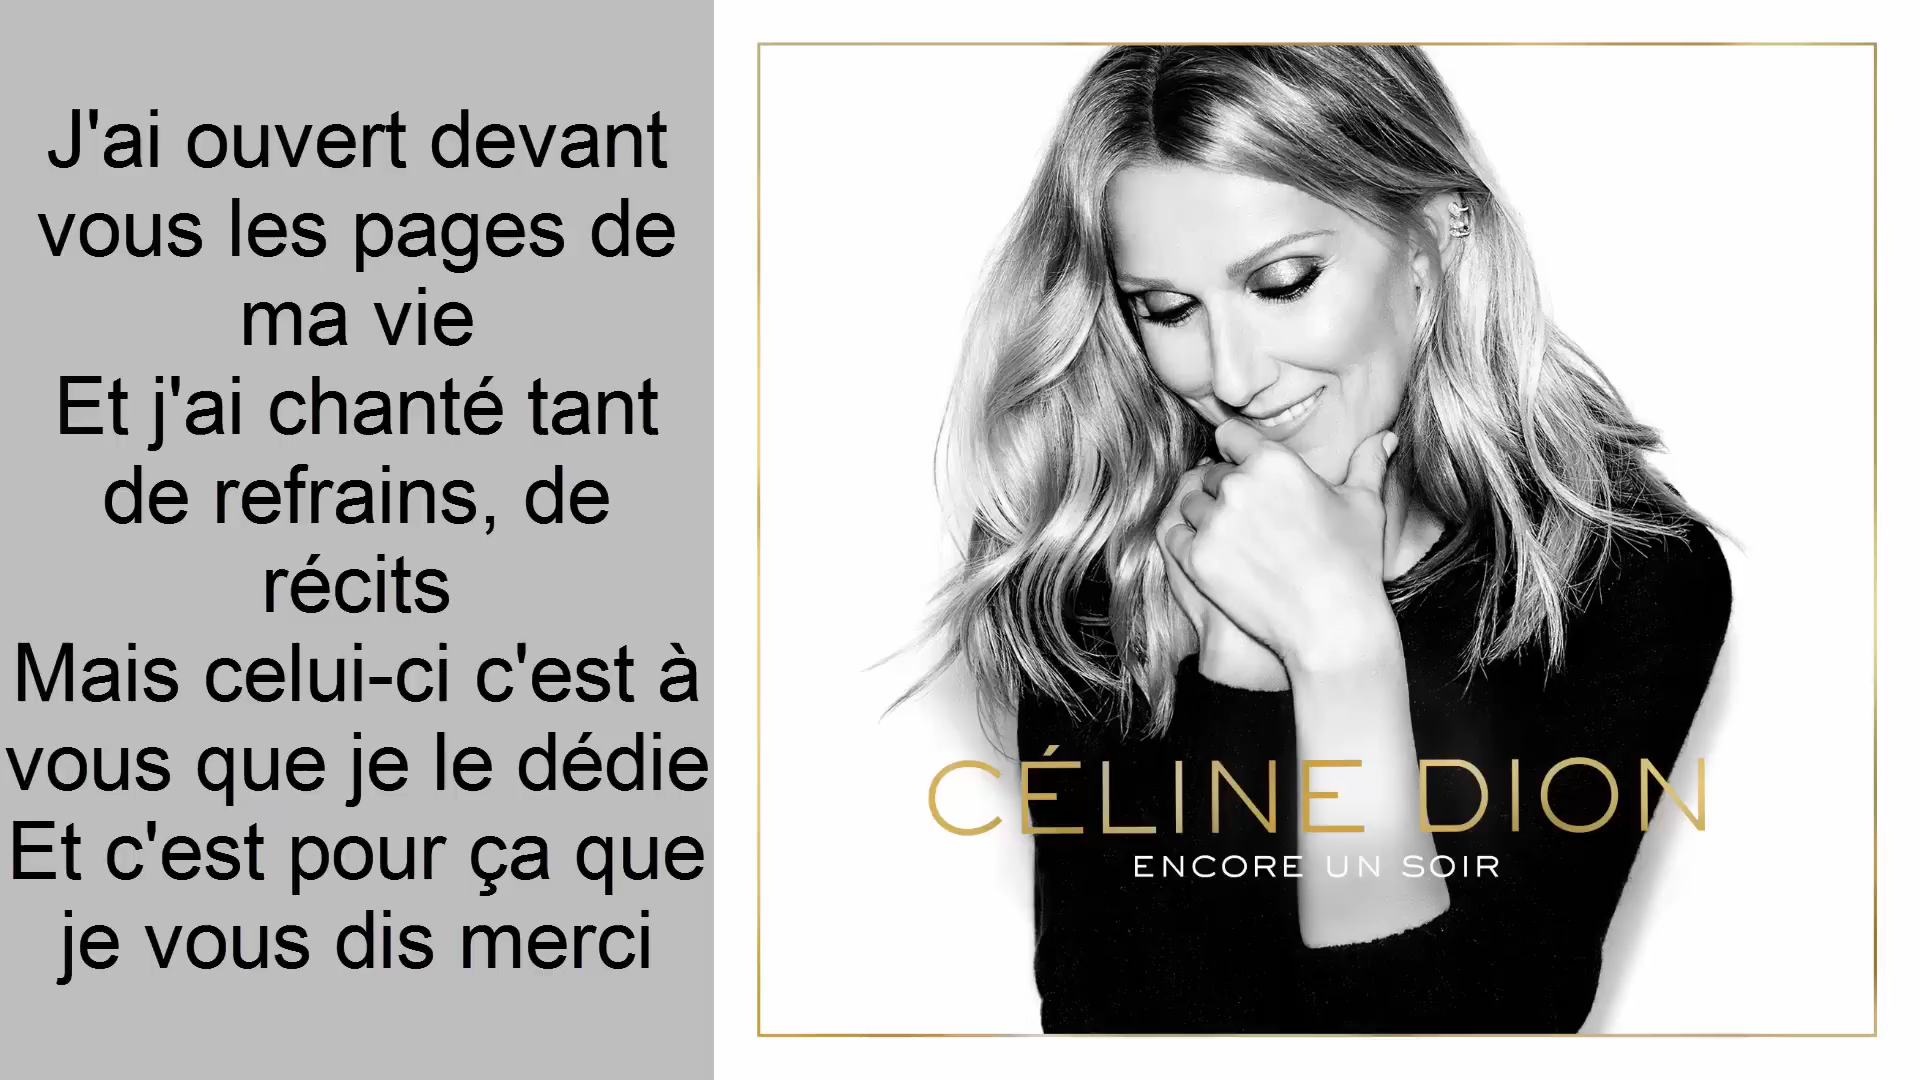 J'ai ouvert devant
vous les pages de
ma vie
Et j'ai chanté tant
de refrains, de
récits
Mais celui-ci c'est à
vous que je le dédie
Et c'est pour ça que
je vous dis merci
CÉLINE DION
ENCORE UN SOIR